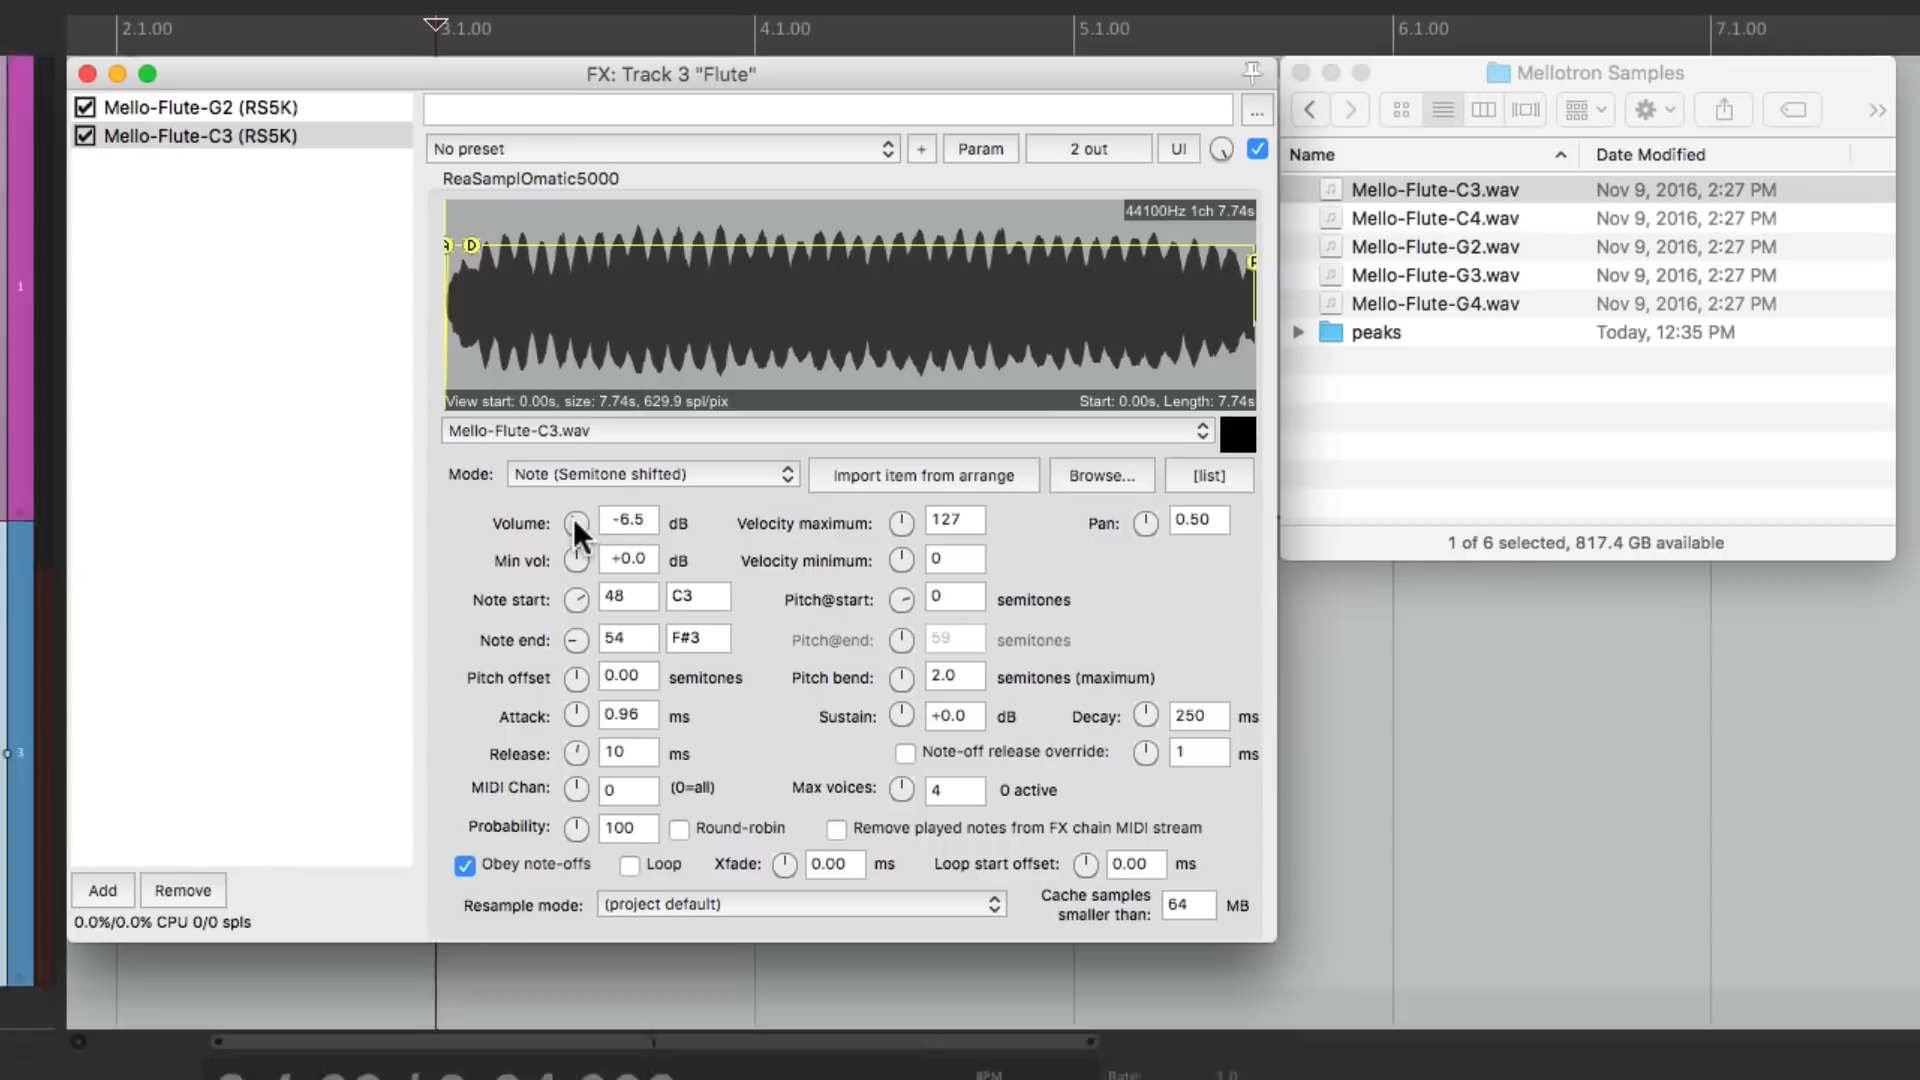 2.1.00 3.1.00 4.1.00 5.1.00 6.1.00 7.1.00
FX: Track 3 "Flute"
Mello-Flute-G2 (RS5K)
Mello-Flute-C3 (RS5K)
...
No preset + Param 2 out UI
ReaSamplOmatic5000
44100Hz 1ch 7.74s
A D
View start: 0.00s, size: 7.74s, 629.9 spl/pix Start: 0.00s, Length: 7.74s
Mello-Flute-C3.wav
Mode: Note (Semitone shifted) Import item from arrange Browse... [list]
Volume: -6.5 dB Velocity maximum: 127 Pan: 0.50
Min vol: +0.0 dB Velocity minimum: 0
Note start: 48 C3 Pitch@start: 0 semitones
Note end: 54 F#3 Pitch@end: 59 semitones
Pitch offset 0.00 semitones Pitch bend: 2.0 semitones (maximum)
Attack: 0.96 ms Sustain: +0.0 dB Decay: 250 ms
Release: 10 ms Note-off release override: 1 ms
MIDI Chan: 0 (0=all) Max voices: 4 0 active
Probability: 100 Round-robin Remove played notes from FX chain MIDI stream
Obey note-offs Loop Xfade: 0.00 ms Loop start offset: 0.00 ms
Resample mode: (project default) Cache samples
smaller than: 64 MB
Add Remove
0.0%/0.0% CPU 0/0 spls
Mellotron Samples
Name Date Modified
Mello-Flute-C3.wav Nov 9, 2016, 2:27 PM
Mello-Flute-C4.wav Nov 9, 2016, 2:27 PM
Mello-Flute-G2.wav Nov 9, 2016, 2:27 PM
Mello-Flute-G3.wav Nov 9, 2016, 2:27 PM
Mello-Flute-G4.wav Nov 9, 2016, 2:27 PM
peaks Today, 12:35 PM
1 of 6 selected, 817.4 GB available
1
3
BPM Rate: 1.0